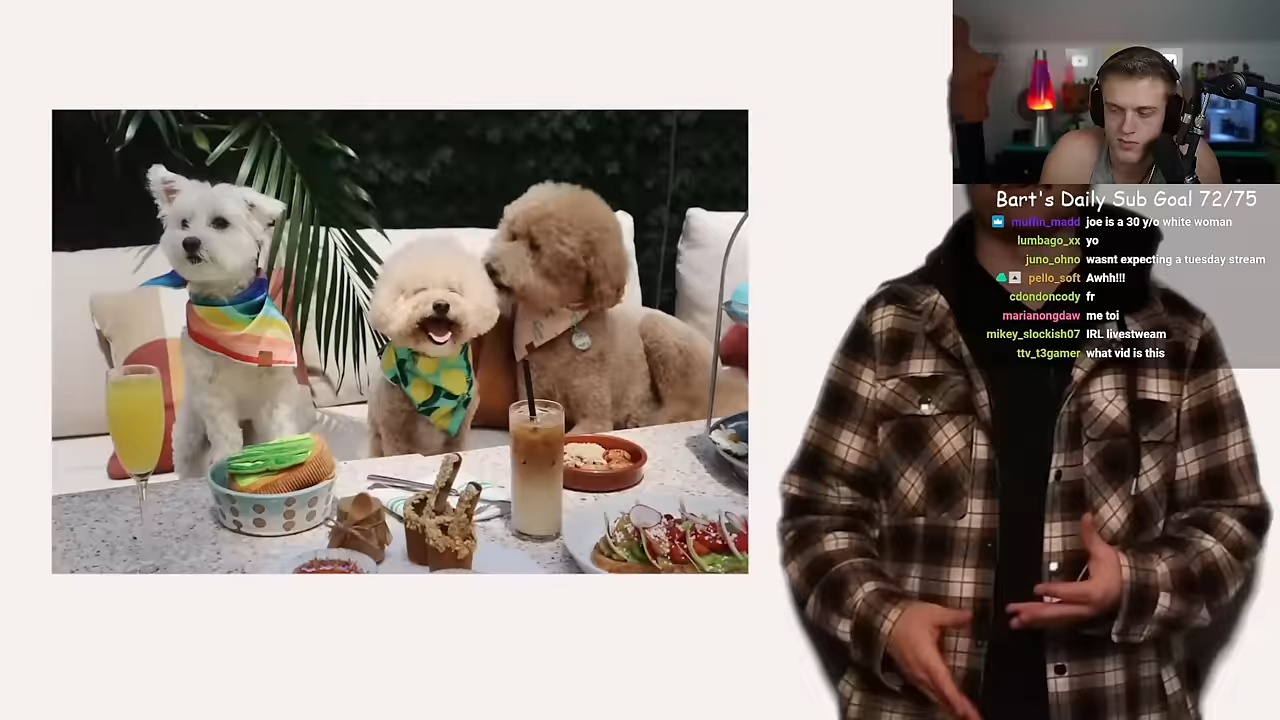 Bart's Daily Sub Goal 72/75
muffin_madd joe is a 30 y/o white woman
lumbago_xx yo
juno_ohno wasnt expecting a tuesday stream
pello_soft Awhh!!!
cdondoncody fr
marianongdaw me toi
mikey_slockish07 IRL livestweam
ttv_t3gamer what vid is this